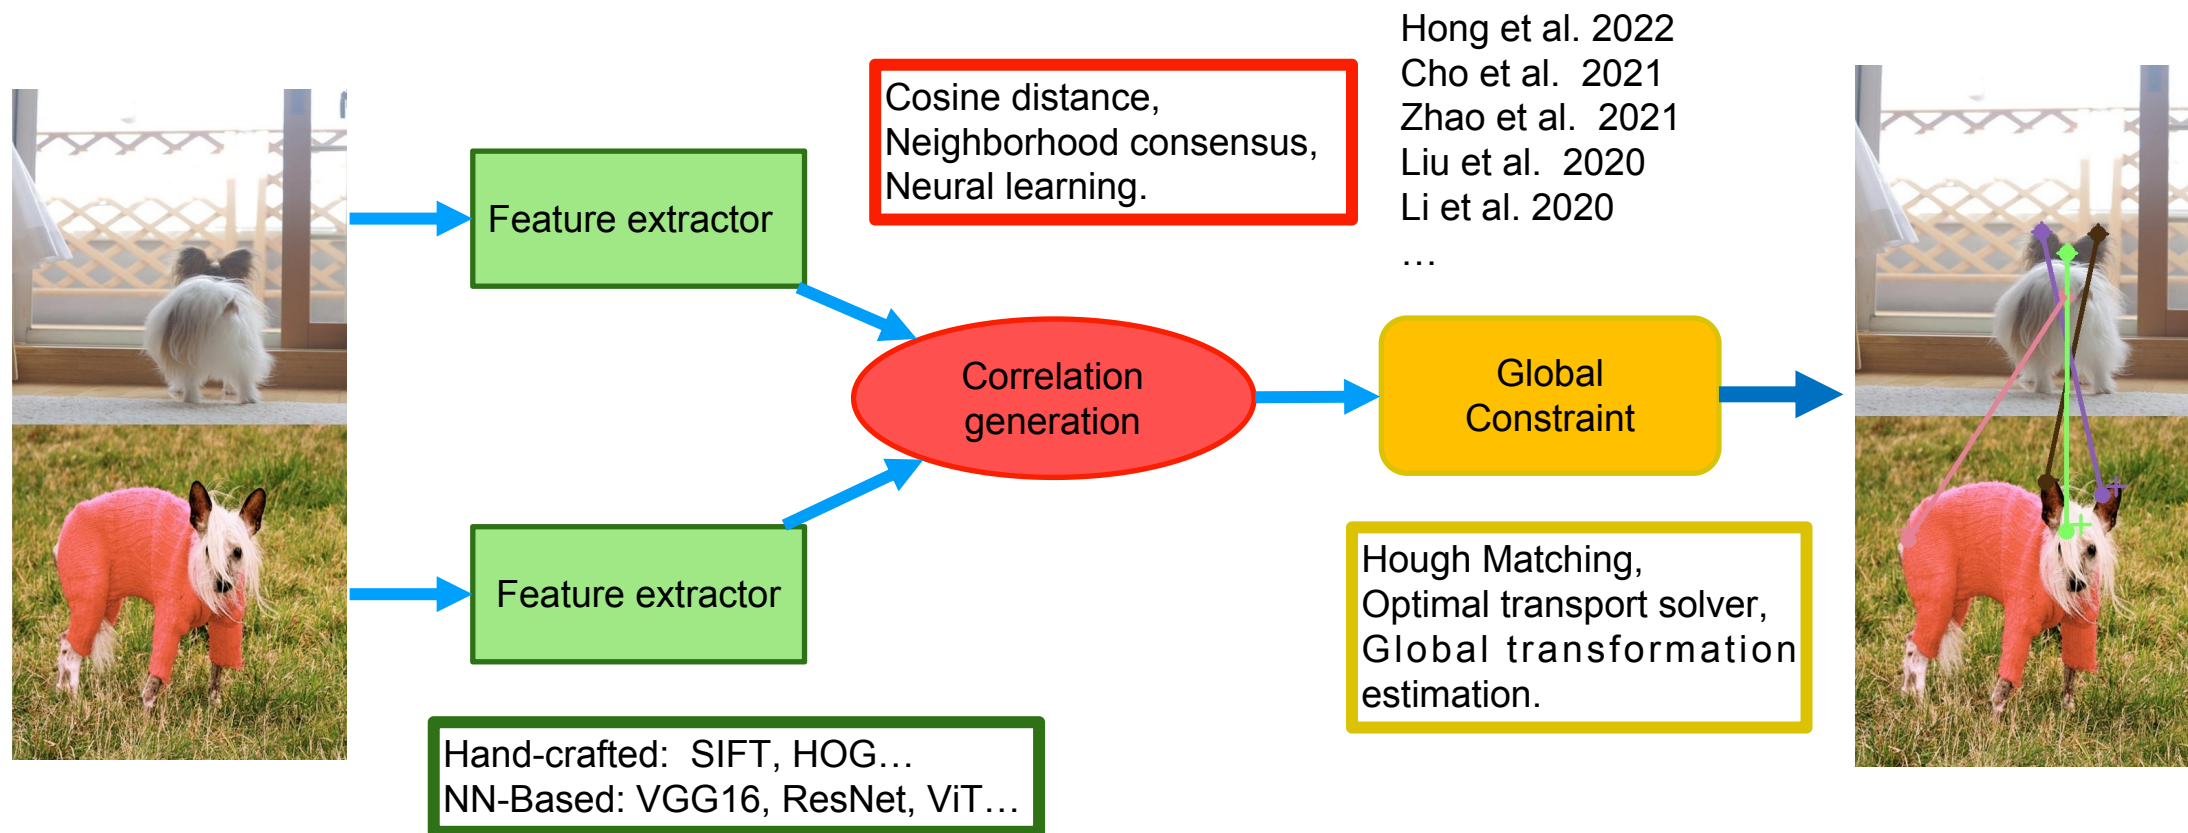 Hong et al. 2022
Cho et al.  2021
Zhao et al.  2021
Liu et al.  2020
Li et al. 2020
…
Cosine distance,
Neighborhood consensus,
Neural learning.
Feature extractor
Correlation
generation
Global
Constraint
Feature extractor
Hough Matching,
Optimal transport solver,
Global transformation
estimation.
Hand-crafted:  SIFT, HOG…
NN-Based: VGG16, ResNet, ViT…